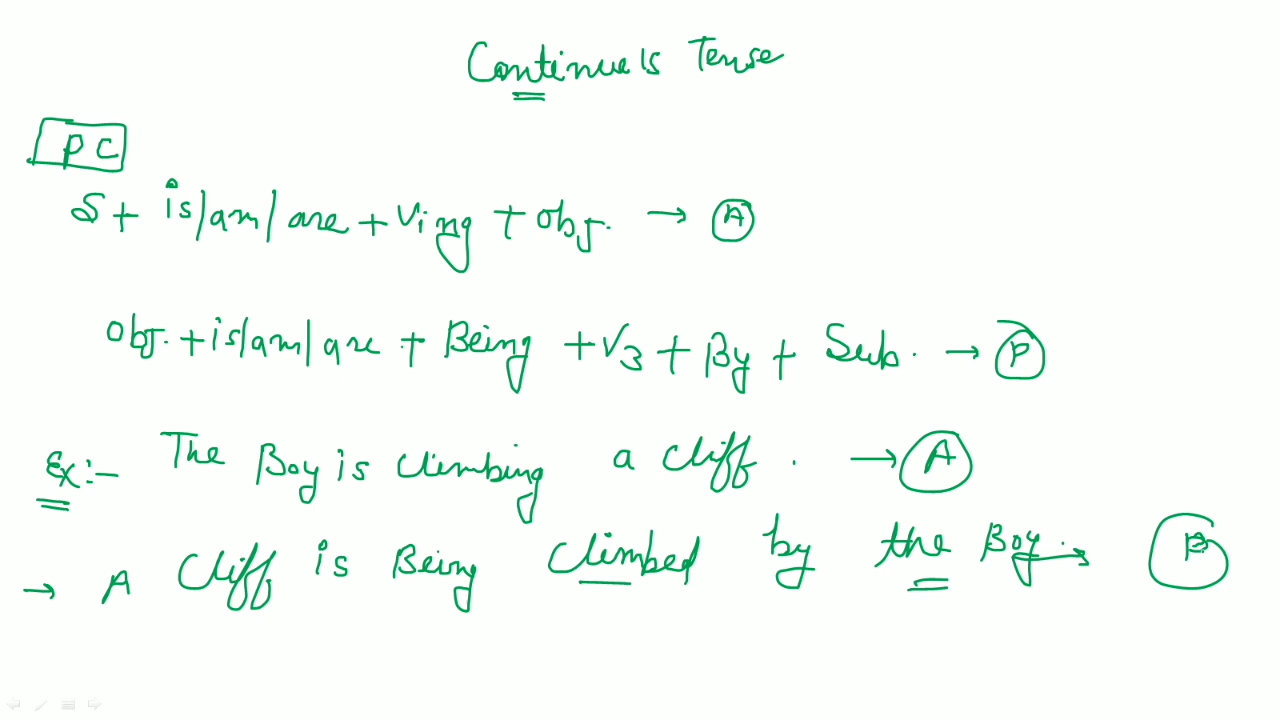 Continuеis Tense
PC
S + is/am/are + Ving + obj. → A
obj. + is/am/are + Being + V3 + By + Sub. → P
Ex:- The Boy is climbing a cliff. → A
→ A cliff is Being climbed by the Boy. → P